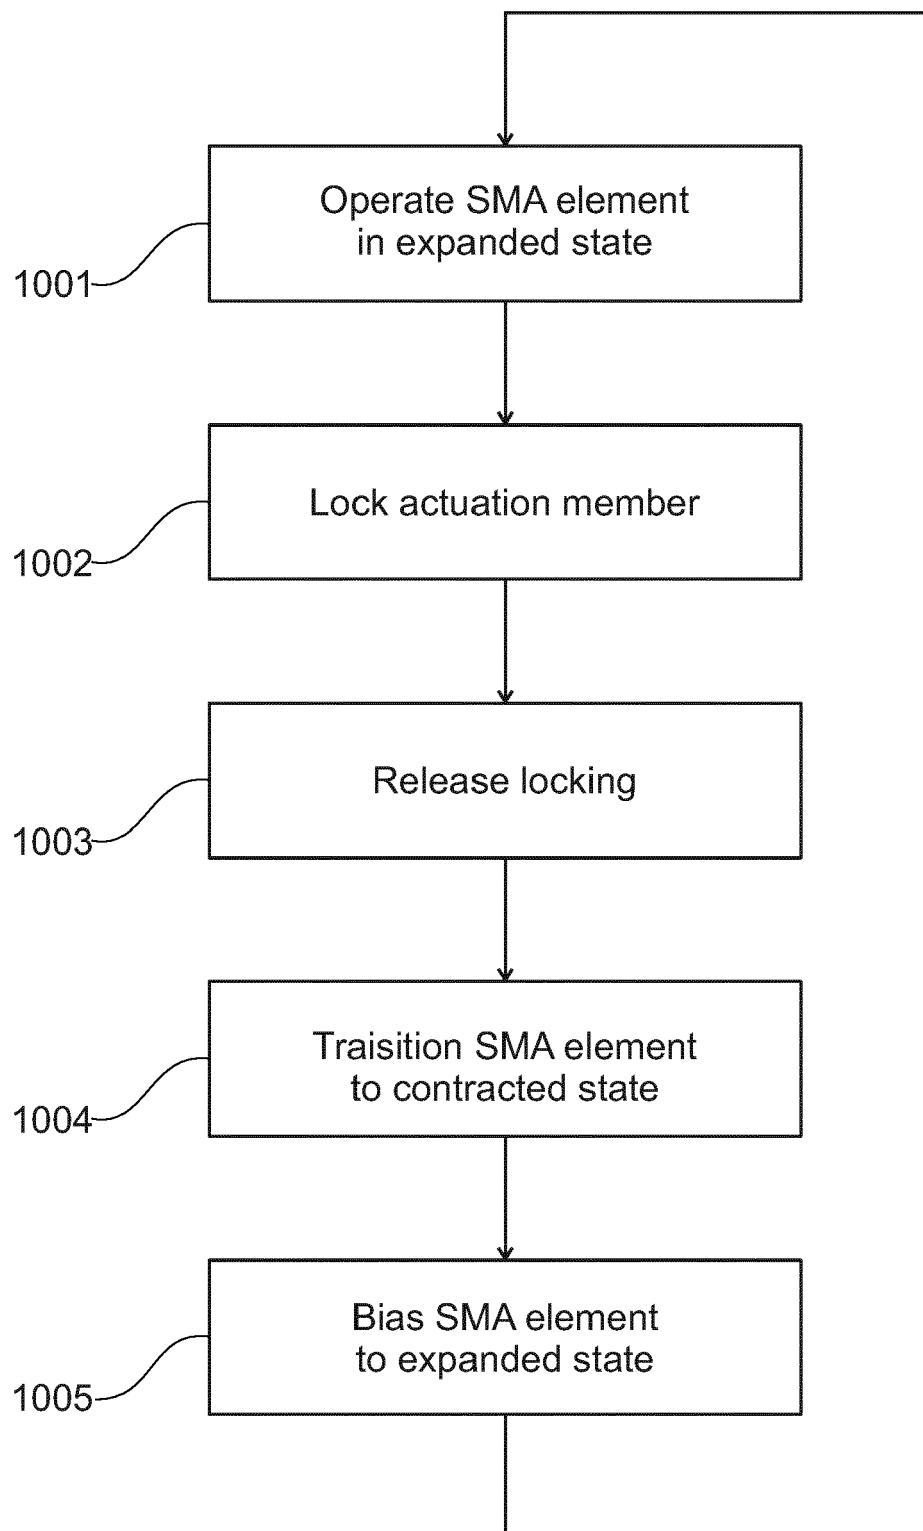 Operate SMA element
in expanded state
1001
Lock actuation member
1002
Release locking
1003
Traisition SMA element
to contracted state
1004
Bias SMA element
to expanded state
1005